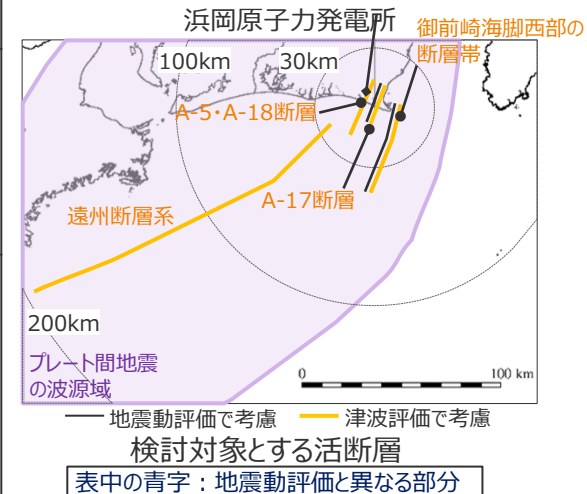 浜岡原子力発電所
御前崎海脚西部の
断層帯
100km
30km
A-5・A-18断層
A-17断層
遠州断層系
200km
プレート間地震
の波源域
0
100 km
地震動評価で考慮
津波評価で考慮
検討対象とする活断層
表中の青字：地震動評価と異なる部分